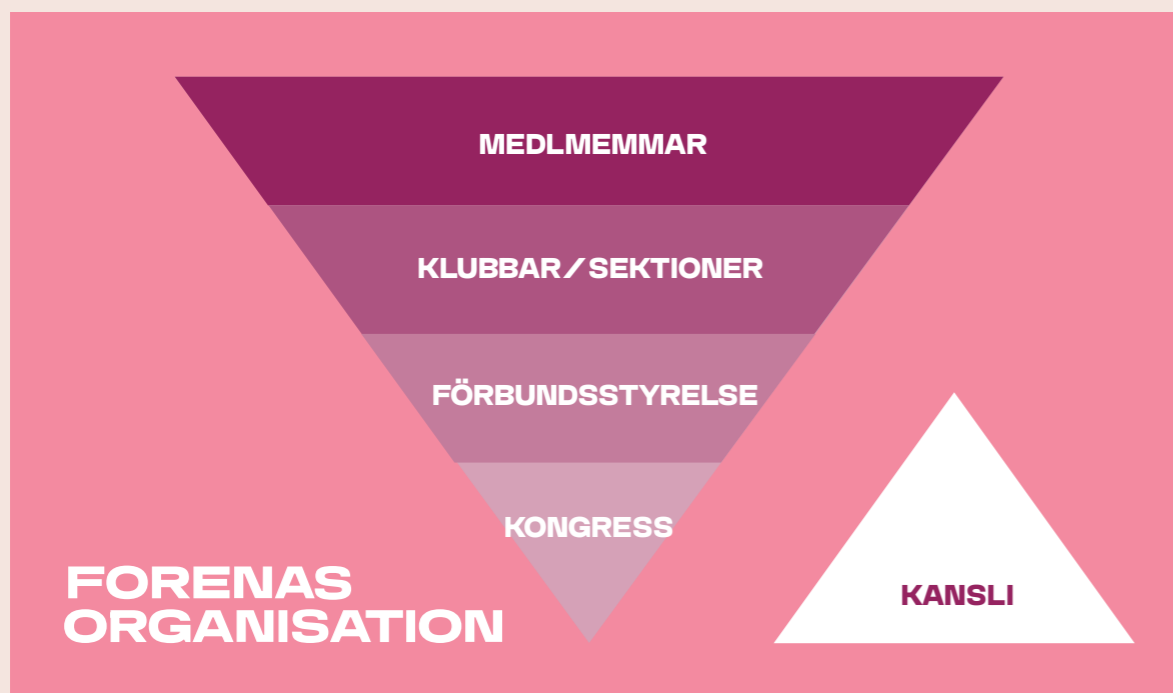 MEDLMEMMAR
KLUBBAR/SEKTIONER
FÖRBUNDSSTYRELSE
KONGRESS
FORENAS
ORGANISATION
KANSLI